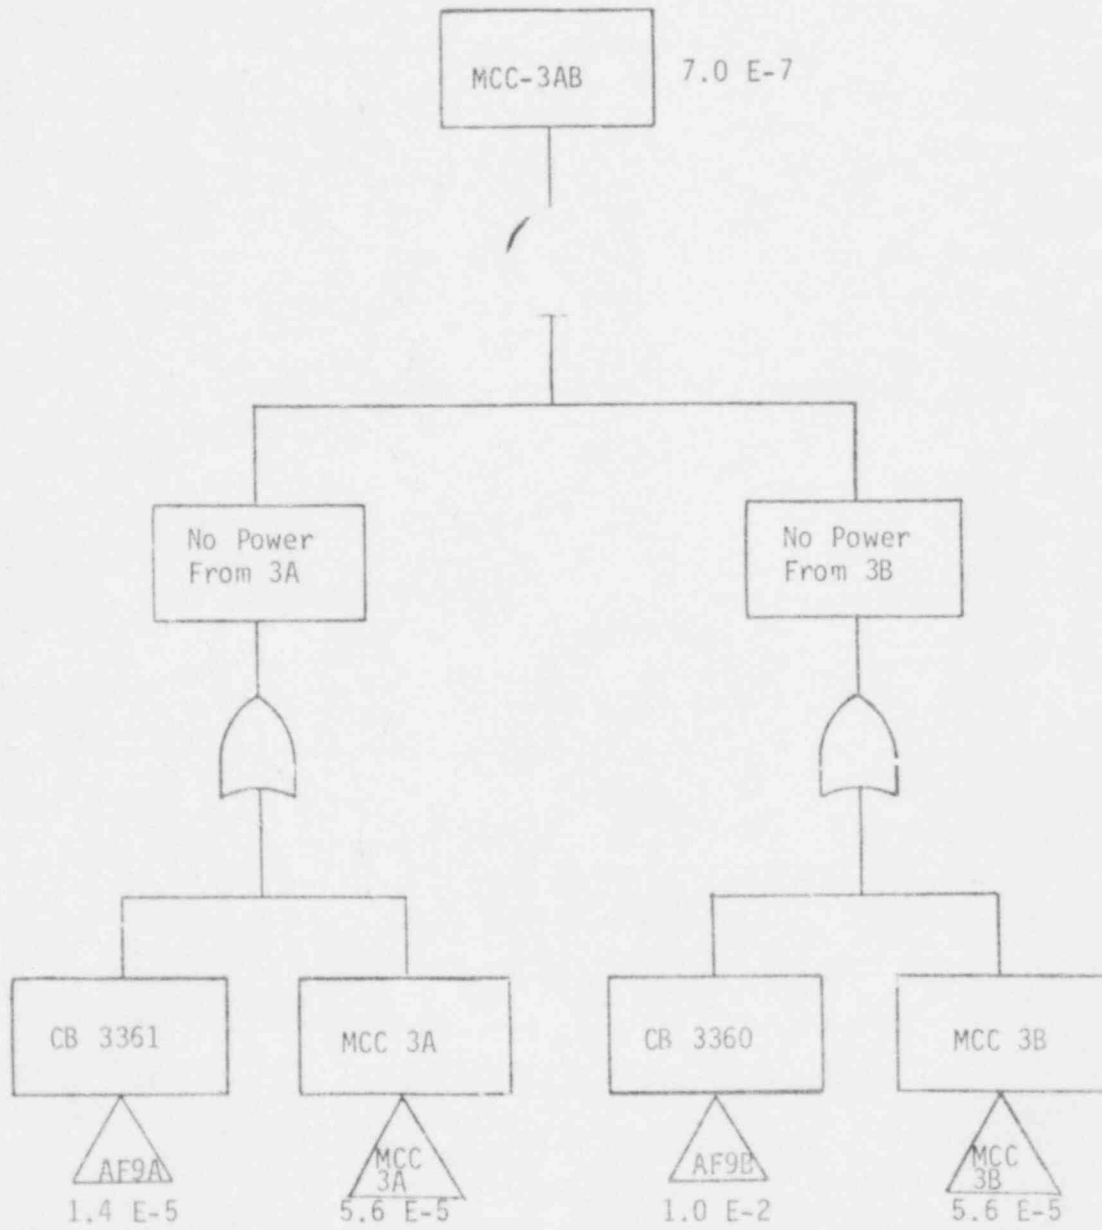 MCC-3AB
7.0 E-7
No Power
From 3A
No Power
From 3B
CB 3361
MCC 3A
CB 3360
MCC 3B
AF9A
MCC
3A
AF9B
MCC
3B
1.4 E-5
5.6 E-5
1.0 E-2
5.6 E-5